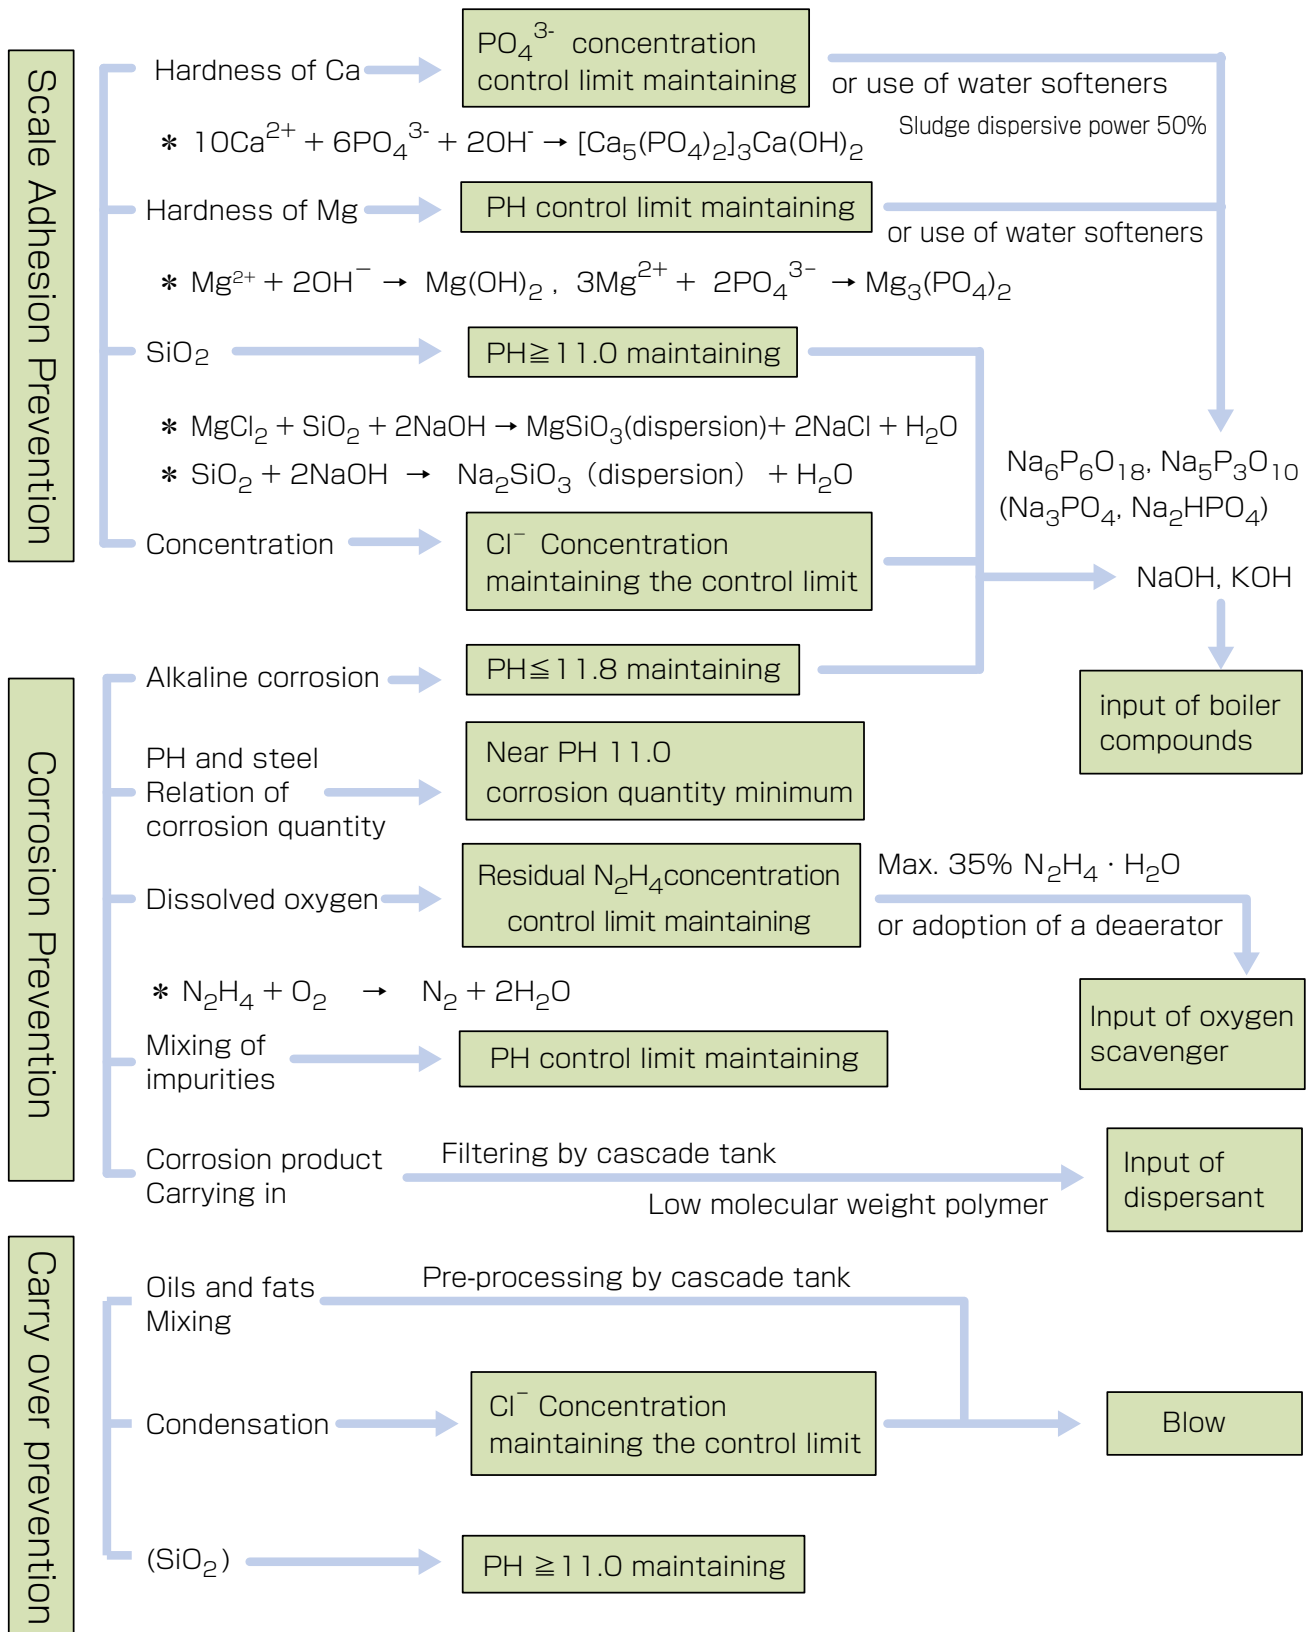 Scale Adhesion Prevention
Hardness of Ca
PO₄³⁻ concentration
control limit maintaining
or use of water softeners
Sludge dispersive power 50%
* 10Ca²⁺ + 6PO₄³⁻ + 2OH⁻ → [Ca₅(PO₄)₂]₃Ca(OH)₂
Hardness of Mg
PH control limit maintaining
or use of water softeners
* Mg²⁺ + 2OH⁻ → Mg(OH)₂ , 3Mg²⁺ + 2PO₄³⁻ → Mg₃(PO₄)₂
SiO₂
PH≧11.0 maintaining
* MgCl₂ + SiO₂ + 2NaOH → MgSiO₃(dispersion)+ 2NaCl + H₂O
* SiO₂ + 2NaOH → Na₂SiO₃ (dispersion) + H₂O
Na₆P₆O₁₈, Na₅P₃O₁₀
(Na₃PO₄, Na₂HPO₄)
Concentration
Cl⁻ Concentration
maintaining the control limit
NaOH, KOH
Corrosion Prevention
Alkaline corrosion
PH≦11.8 maintaining
input of boiler
compounds
PH and steel
Relation of
corrosion quantity
Near PH 11.0
corrosion quantity minimum
Dissolved oxygen
Residual N₂H₄concentration
control limit maintaining
Max. 35% N₂H₄ · H₂O
or adoption of a deaerator
* N₂H₄ + O₂ → N₂ + 2H₂O
Input of oxygen
scavenger
Mixing of
impurities
PH control limit maintaining
Corrosion product
Carrying in
Filtering by cascade tank
Low molecular weight polymer
Input of
dispersant
Carry over prevention
Oils and fats
Mixing
Pre-processing by cascade tank
Condensation
Cl⁻ Concentration
maintaining the control limit
Blow
(SiO₂)
PH ≧11.0 maintaining